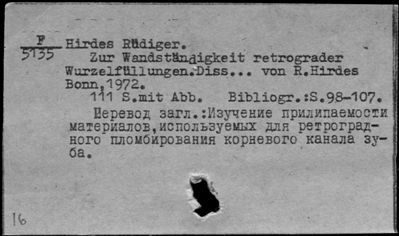 F Hirdes Rüdiger.
5135 Zur Wandständigkeit retrograder
Wurzelfüllungen.Diss... von R.Hirdes
Bonn,1972.
111 S.mit Abb. Bibliogr.:S.98-107.
Перевод загл.:Изучение прилипаемости
материалов,используемых для ретроград-
ного пломбирования корневого канала зу-
ба.
16